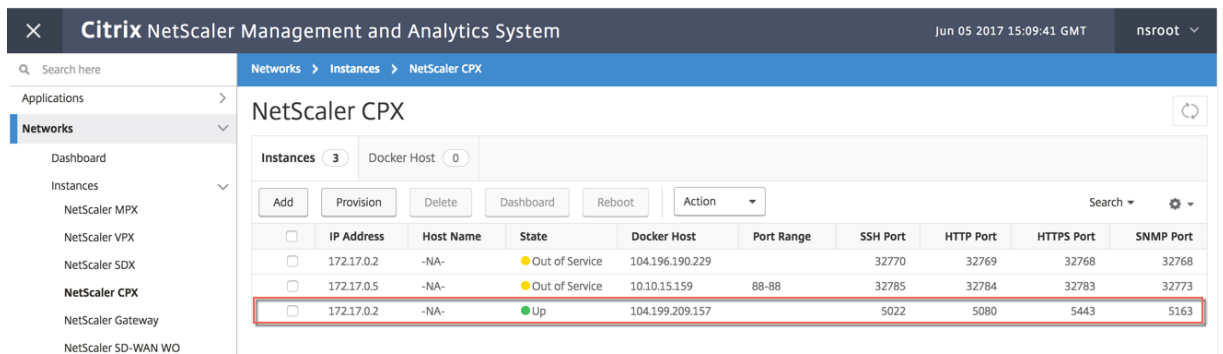 Citrix NetScaler Management and Analytics System
Jun 05 2017 15:09:41 GMT
nsroot
Search here
Networks > Instances > NetScaler CPX
Applications
Networks
Dashboard
Instances
NetScaler MPX
NetScaler VPX
NetScaler SDX
NetScaler CPX
NetScaler Gateway
NetScaler SD-WAN WO
NetScaler CPX
Instances 3 Docker Host 0
Add Provision Delete Dashboard Reboot Action Search
IP Address Host Name State Docker Host Port Range SSH Port HTTP Port HTTPS Port SNMP Port
172.17.0.2 -NA- Out of Service 104.196.190.229 32770 32769 32768 32768
172.17.0.5 -NA- Out of Service 10.10.15.159 88-88 32785 32784 32783 32773
172.17.0.2 -NA- Up 104.199.209.157 5022 5080 5443 5163